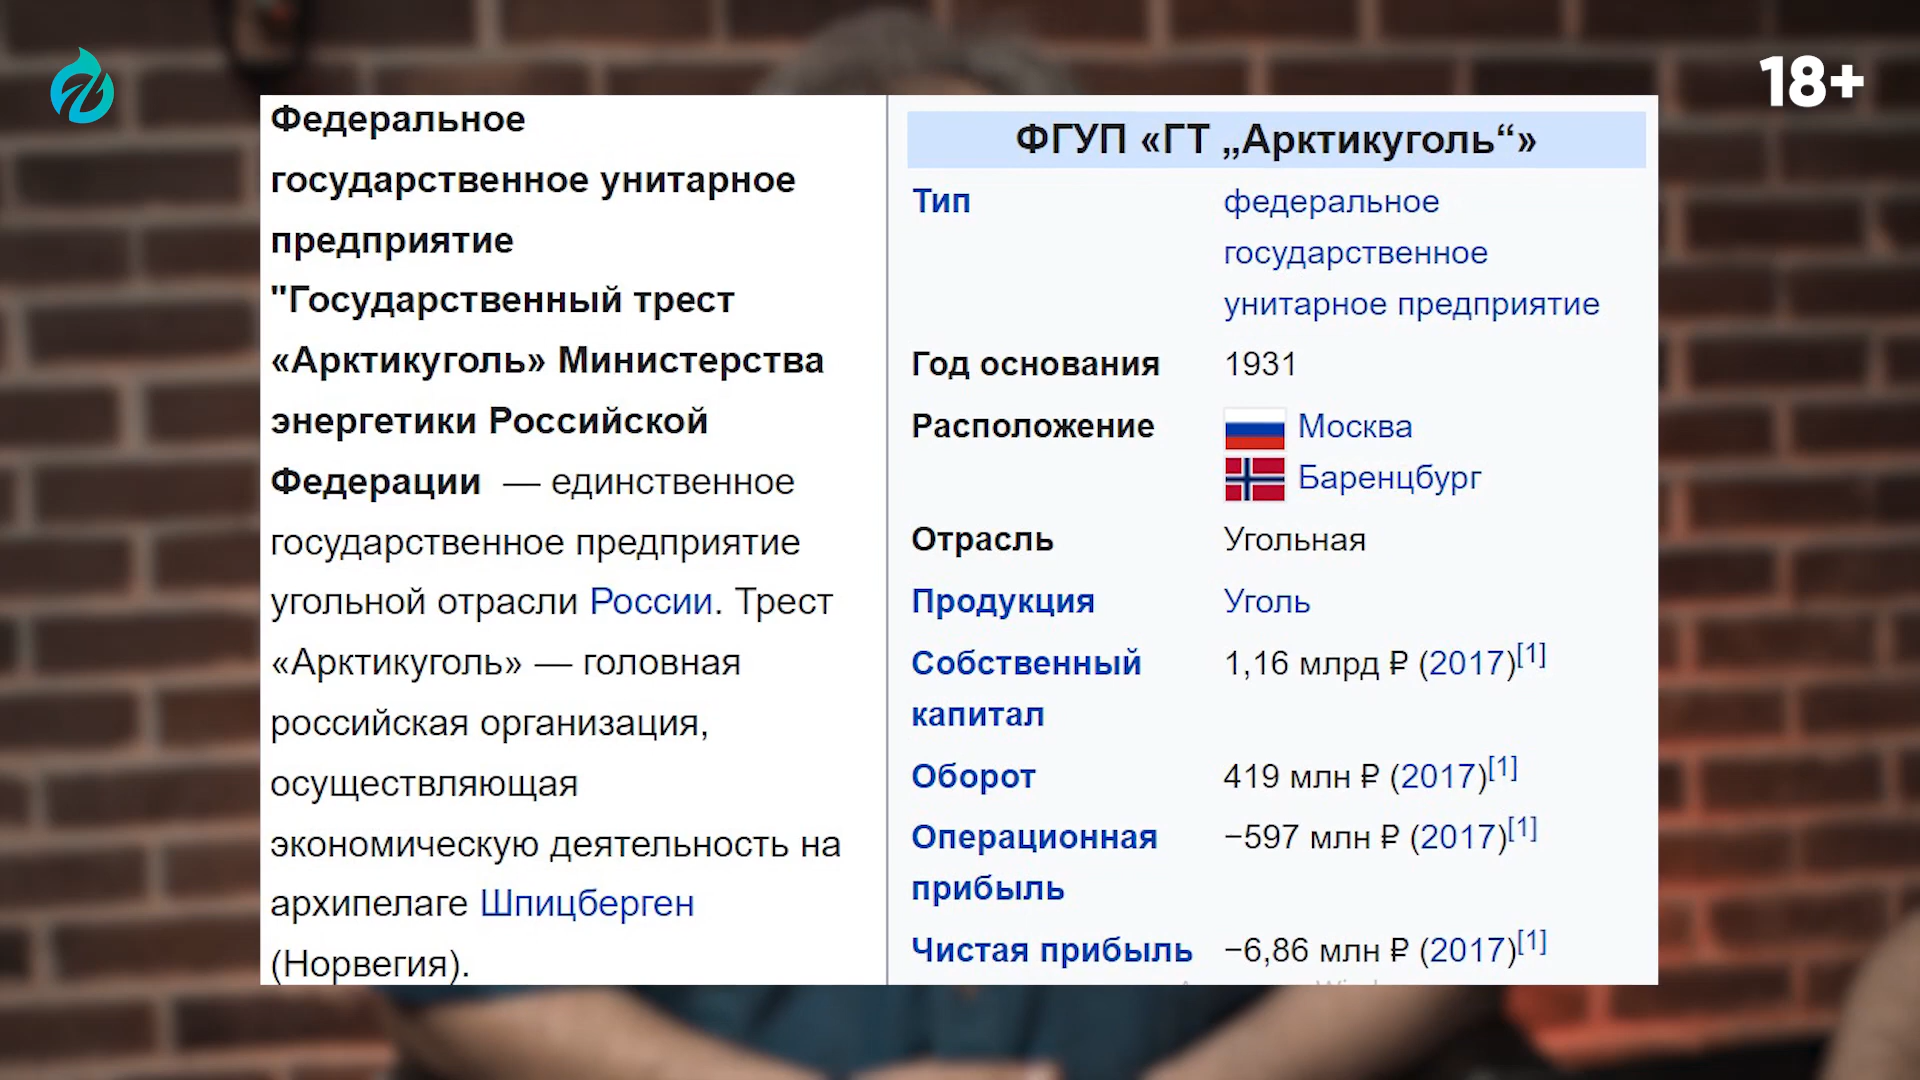 18+
Федеральное
государственное унитарное
предприятие
"Государственный трест
«Арктикуголь» Министерства
энергетики Российской
Федерации — единственное
государственное предприятие
угольной отрасли России. Трест
«Арктикуголь» — головная
российская организация,
осуществляющая
экономическую деятельность на
архипелаге Шпицберген
(Норвегия).
ФГУП «ГТ „Арктикуголь“»
Тип федеральное
государственное
унитарное предприятие
Год основания 1931
Расположение Москва
Баренцбург
Отрасль Угольная
Продукция Уголь
Собственный 1,16 млрд ₽ (2017)[1]
капитал
Оборот 419 млн ₽ (2017)[1]
Операционная −597 млн ₽ (2017)[1]
прибыль
Чистая прибыль −6,86 млн ₽ (2017)[1]